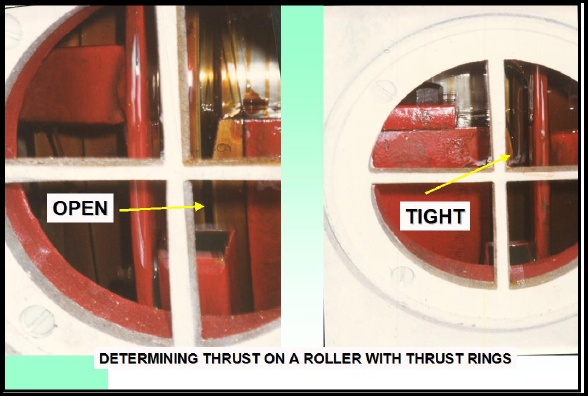 OPEN
TIGHT
DETERMINING THRUST ON A ROLLER WITH THRUST RINGS